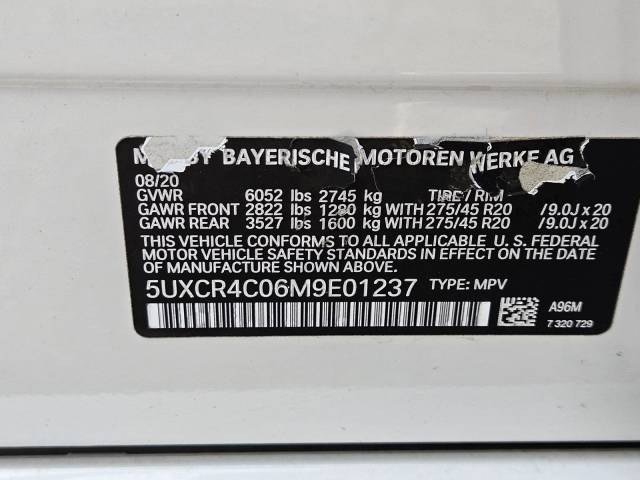 BY BAYERISCHE MOTOREN WERKE AG
08/20
GVWR 6052 lbs 2745 kg TIRE / RIM
GAWR FRONT 2822 lbs 1280 kg WITH 275/45 R20 /9.0J x 20
GAWR REAR 3527 lbs 1600 kg WITH 275/45 R20 /9.0J x 20
THIS VEHICLE CONFORMS TO ALL APPLICABLE U. S. FEDERAL
MOTOR VEHICLE SAFETY STANDARDS IN EFFECT ON THE DATE
OF MANUFACTURE SHOWN ABOVE.
5UXCR4C06M9E01237 TYPE: MPV
A96M
7 320 729